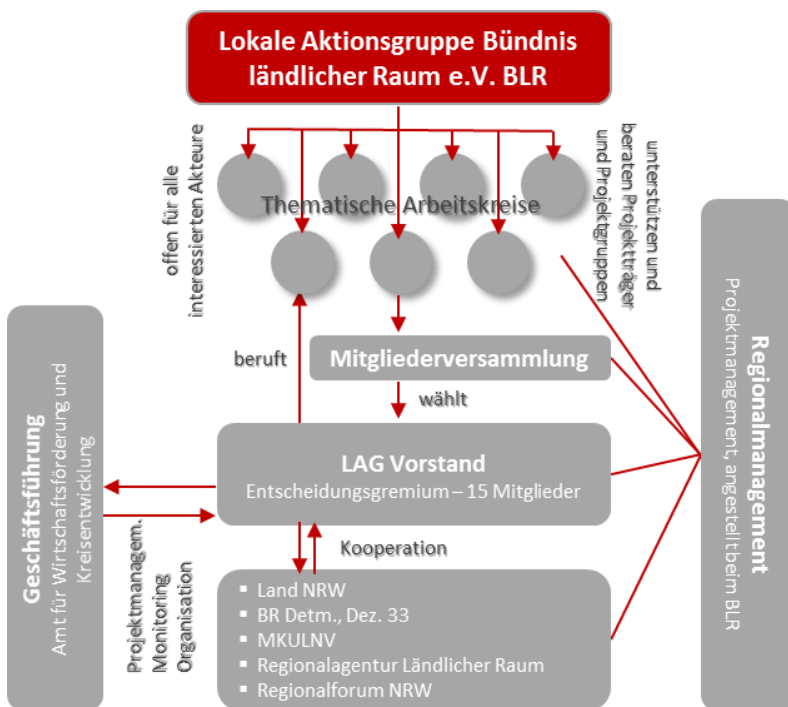 Lokale Aktionsgruppe Bündnis
ländlicher Raum e.V. BLR
offen für alle
interessierten Akteure
Thematische Arbeitskreise
unterstützen und
beraten Projektträger
und Projektgruppen
beruft
Mitgliederversammlung
wählt
LAG Vorstand
Entscheidungsgremium – 15 Mitglieder
Geschäftsführung
Amt für Wirtschaftsförderung und
Kreisentwicklung
Projektmanagem.
Monitoring
Organisation
Kooperation
▪ Land NRW
▪ BR Detm., Dez. 33
▪ MKULNV
▪ Regionalagentur Ländlicher Raum
▪ Regionalforum NRW
Regionalmanagement
Projektmanagement, angestellt beim BLR